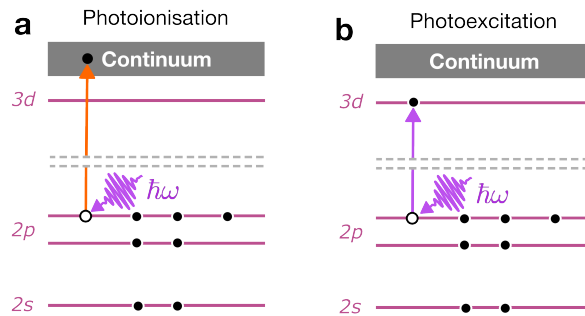 a
Photoionisation
Continuum
3d
ħω
2p
2s
b
Photoexcitation
Continuum
3d
ħω
2p
2s